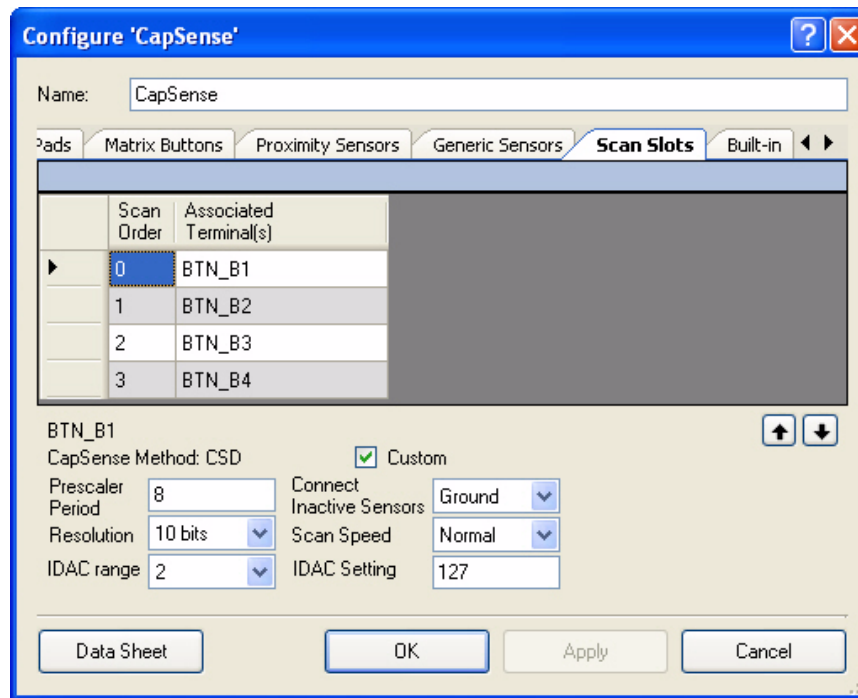 Configure 'CapSense'
Name: CapSense
Pads Matrix Buttons Proximity Sensors Generic Sensors Scan Slots Built-in
Scan Order Associated Terminal(s)
0 BTN_B1
1 BTN_B2
2 BTN_B3
3 BTN_B4
BTN_B1
CapSense Method: CSD Custom
Prescaler Period 8 Connect Inactive Sensors Ground
Resolution 10 bits Scan Speed Normal
IDAC range 2 IDAC Setting 127
Data Sheet OK Apply Cancel